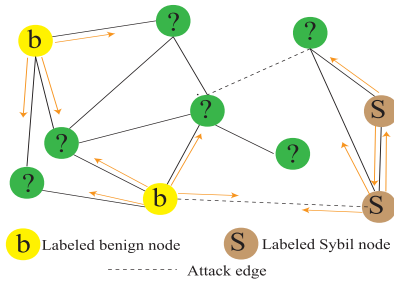 ?
?
b
S
?
?
?
?
b
S
b Labeled benign node
S Labeled Sybil node
Attack edge